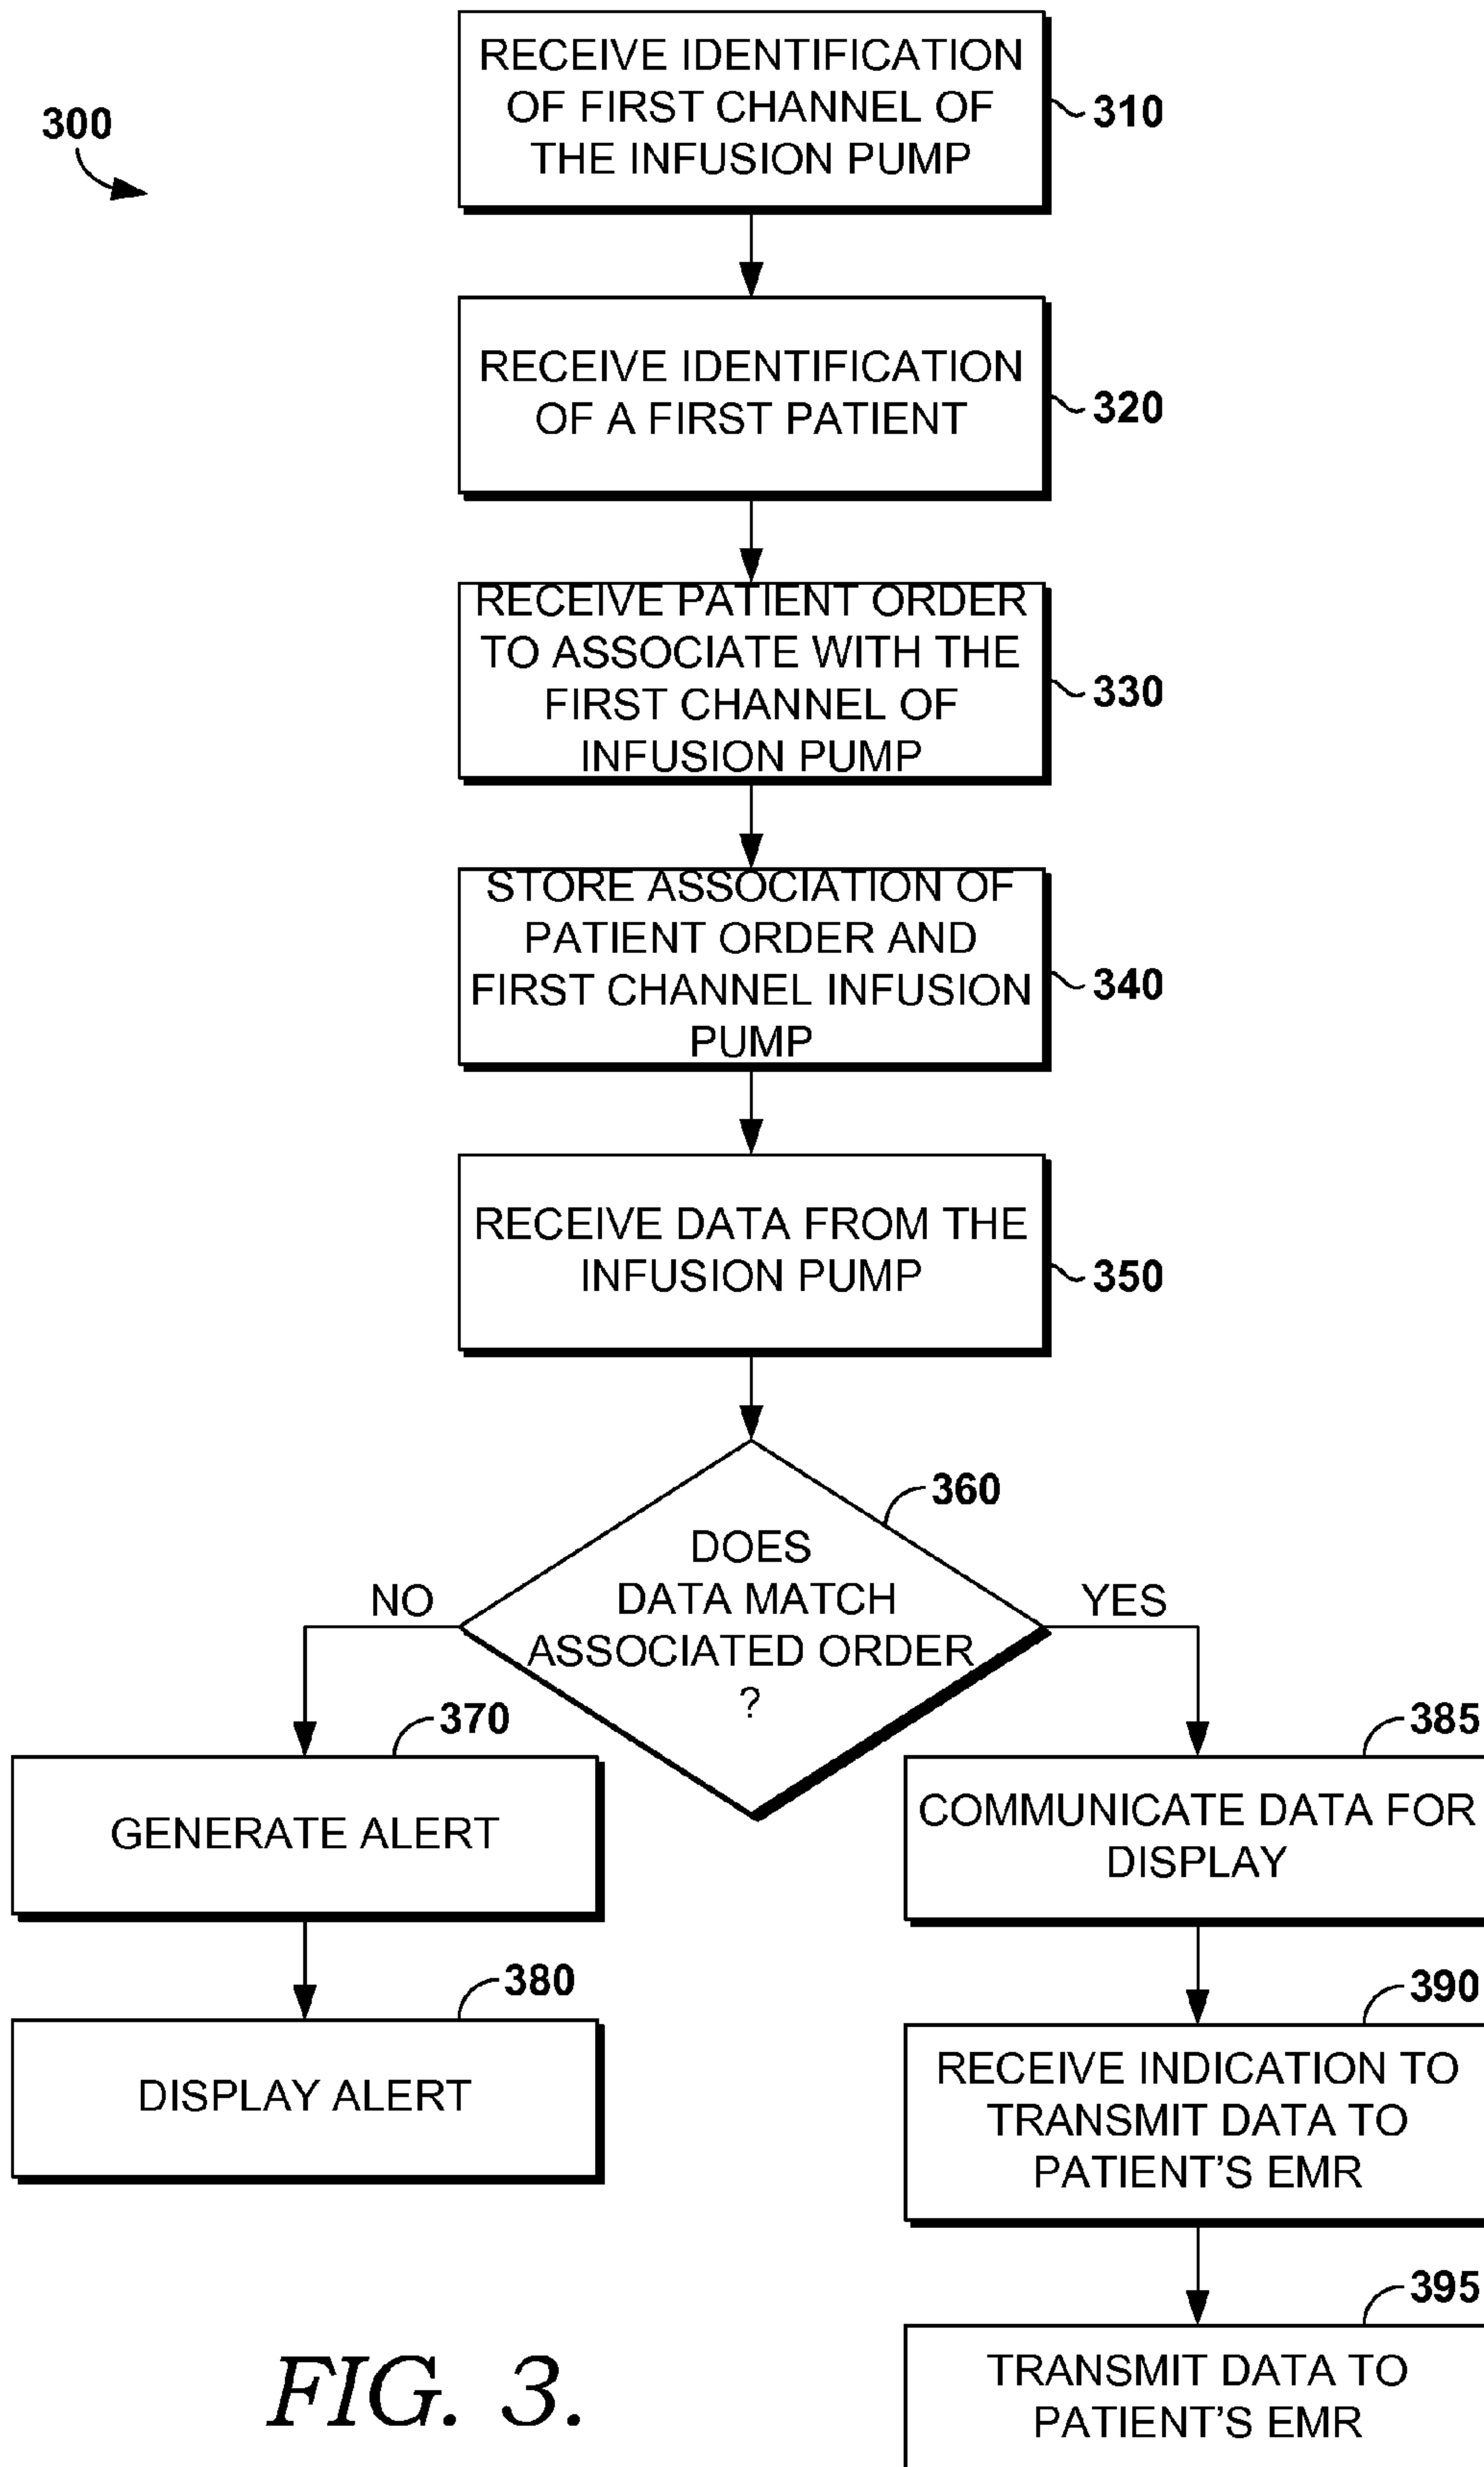 300
RECEIVE IDENTIFICATION
OF FIRST CHANNEL OF
THE INFUSION PUMP
310
RECEIVE IDENTIFICATION
OF A FIRST PATIENT
320
RECEIVE PATIENT ORDER
TO ASSOCIATE WITH THE
FIRST CHANNEL OF
INFUSION PUMP
330
STORE ASSOCIATION OF
PATIENT ORDER AND
FIRST CHANNEL INFUSION
PUMP
340
RECEIVE DATA FROM THE
INFUSION PUMP
350
360
DOES
DATA MATCH
ASSOCIATED ORDER
?
NO
YES
370
GENERATE ALERT
380
DISPLAY ALERT
385
COMMUNICATE DATA FOR
DISPLAY
390
RECEIVE INDICATION TO
TRANSMIT DATA TO
PATIENT'S EMR
395
TRANSMIT DATA TO
PATIENT'S EMR
FIG. 3.